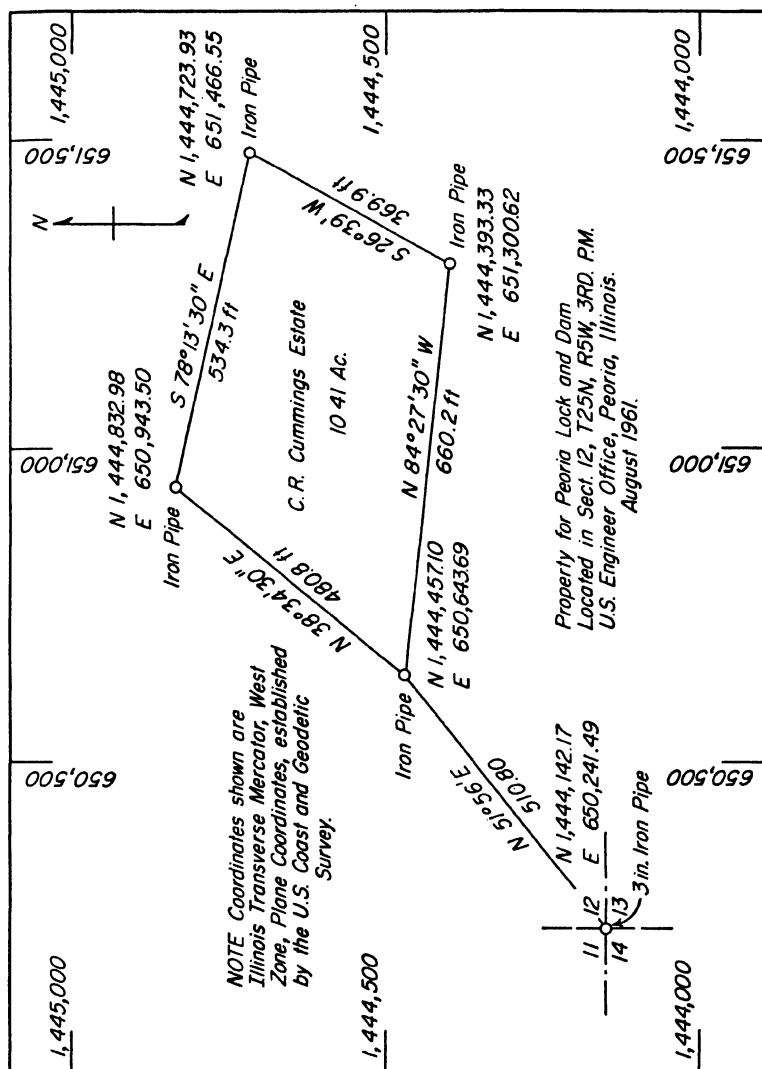 1,445,000
1,444,500
1,444,000
651,500
651,000
650,500
651,500
651,000
650,500
1,445,000
1,444,500
1,444,000
N
N 1,444,832.98
E 650,943.50
Iron Pipe
S 78°13'30" E
534.3 ft
N 1,444,723.93
E 651,466.55
Iron Pipe
S 26°39' W
369.9 ft
Iron Pipe
N 1,444,393.33
E 651,300.62
N 84°27'30" W
660.2 ft
C.R. Cummings Estate
10 41 Ac.
N 38°34'30" E
480.8 ft
Iron Pipe
N 1,444,457.10
E 650,643.69
N 51°56'E
510.80
N 1,444,142.17
E 650,241.49
3 in. Iron Pipe
11 12
14 13
NOTE Coordinates shown are
Illinois Transverse Mercator, West
Zone, Plane Coordinates, established
by the U.S. Coast and Geodetic
Survey.
Property for Peoria Lock and Dam
Located in Sect. 12, T25N, R5W, 3RD. P.M.
U.S. Engineer Office, Peoria, Illinois.
August 1961.